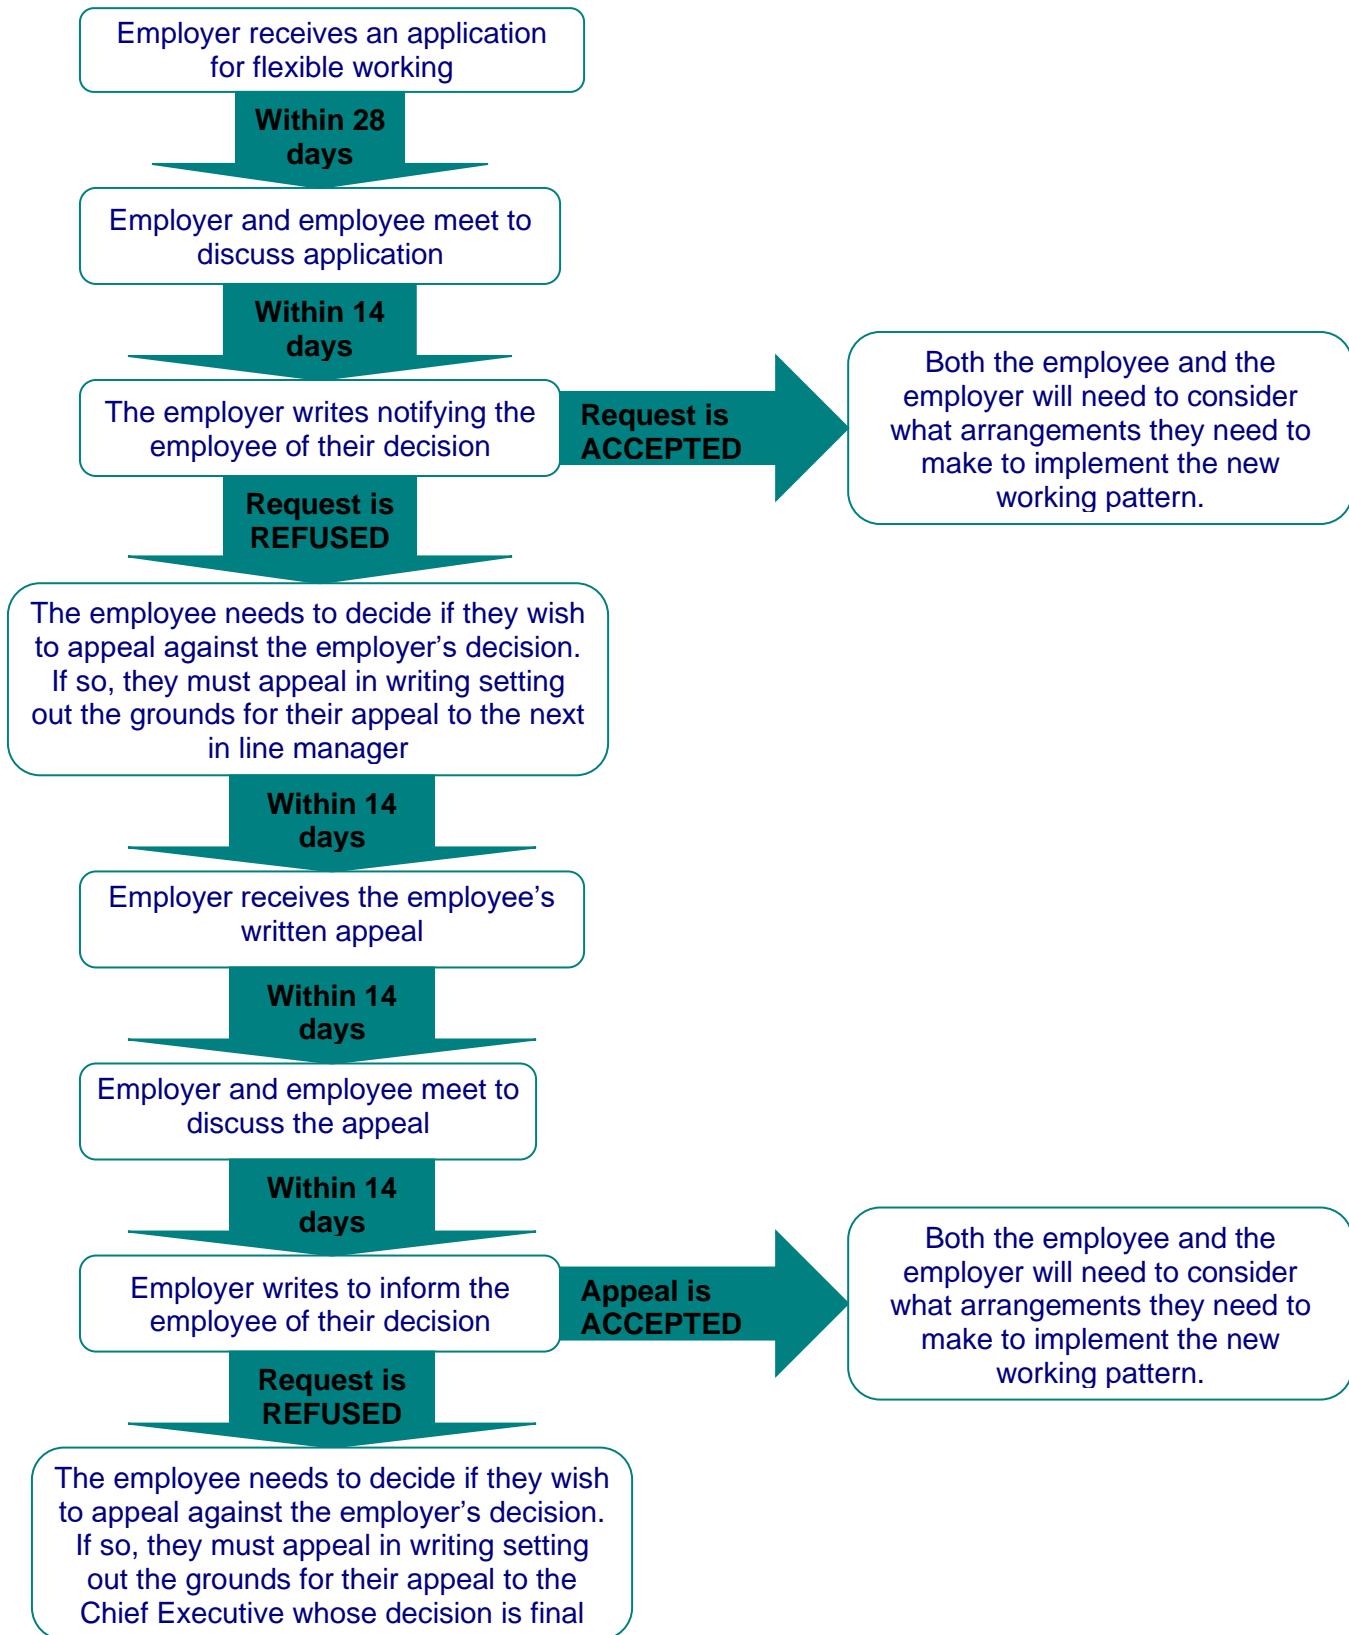 Employer receives an application
for flexible working
Within 28
days
Employer and employee meet to
discuss application
Within 14
days
The employer writes notifying the
employee of their decision
Request is
ACCEPTED
Both the employee and the
employer will need to consider
what arrangements they need to
make to implement the new
working pattern.
Request is
REFUSED
The employee needs to decide if they wish
to appeal against the employer’s decision.
If so, they must appeal in writing setting
out the grounds for their appeal to the next
in line manager
Within 14
days
Employer receives the employee’s
written appeal
Within 14
days
Employer and employee meet to
discuss the appeal
Within 14
days
Employer writes to inform the
employee of their decision
Appeal is
ACCEPTED
Both the employee and the
employer will need to consider
what arrangements they need to
make to implement the new
working pattern.
Request is
REFUSED
The employee needs to decide if they wish
to appeal against the employer’s decision.
If so, they must appeal in writing setting
out the grounds for their appeal to the
Chief Executive whose decision is final